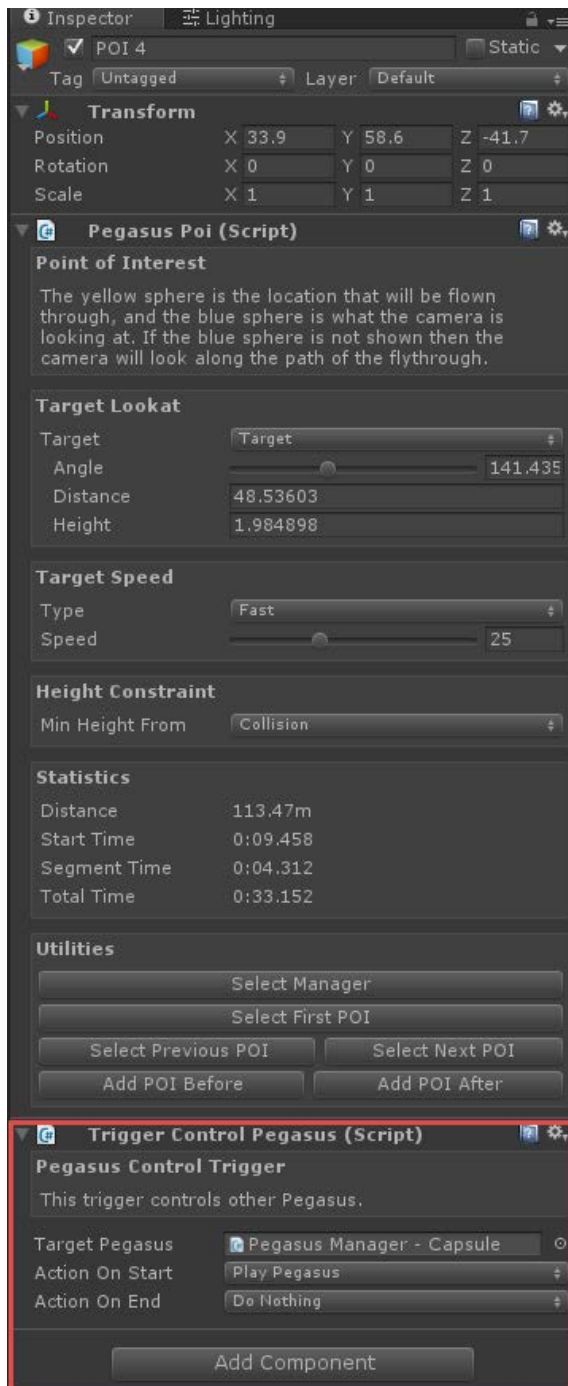 Inspector Lighting
POI 4 Static
Tag Untagged Layer Default
Transform
Position X 33.9 Y 58.6 Z -41.7
Rotation X 0 Y 0 Z 0
Scale X 1 Y 1 Z 1
Pegasus Poi (Script)
Point of Interest
The yellow sphere is the location that will be flown
through, and the blue sphere is what the camera is
looking at. If the blue sphere is not shown then the
camera will look along the path of the flythrough.
Target Lookat
Target Target
Angle 141.435
Distance 48.53603
Height 1.984898
Target Speed
Type Fast
Speed 25
Height Constraint
Min Height From Collision
Statistics
Distance 113.47m
Start Time 0:09.458
Segment Time 0:04.312
Total Time 0:33.152
Utilities
Select Manager
Select First POI
Select Previous POI Select Next POI
Add POI Before Add POI After
Trigger Control Pegasus (Script)
Pegasus Control Trigger
This trigger controls other Pegasus.
Target Pegasus Pegasus Manager - Capsule
Action On Start Play Pegasus
Action On End Do Nothing
Add Component